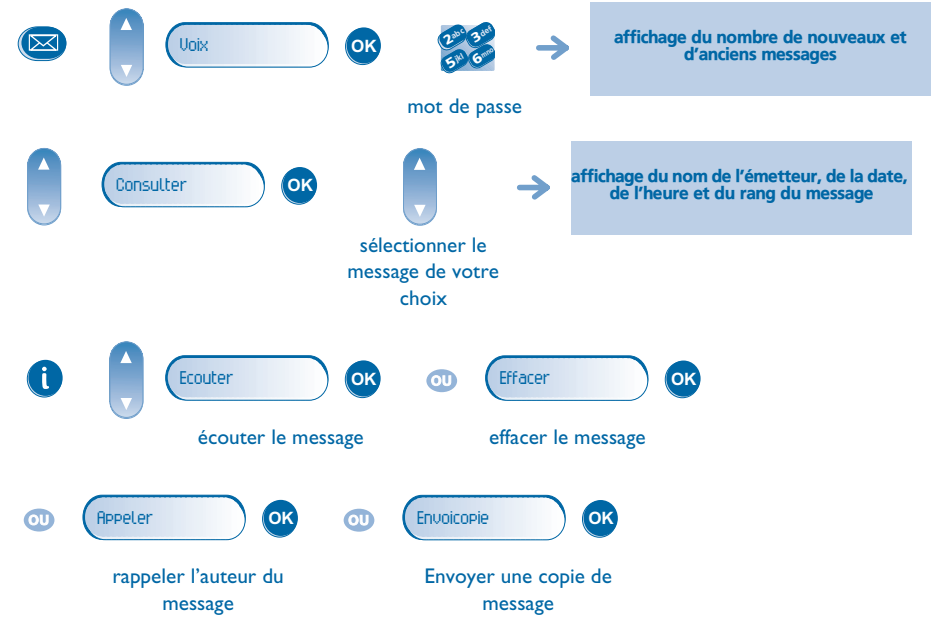 Voix
OK
2abc 3def
5jkl 6mno
mot de passe
affichage du nombre de nouveaux et
d'anciens messages
Consulter
OK
sélectionner le
message de votre
choix
affichage du nom de l'émetteur, de la date,
de l'heure et du rang du message
i
Ecouter
OK
écouter le message
OU
Effacer
OK
effacer le message
OU
Appeler
OK
rappeler l'auteur du
message
OU
Envoicopie
OK
Envoyer une copie de
message